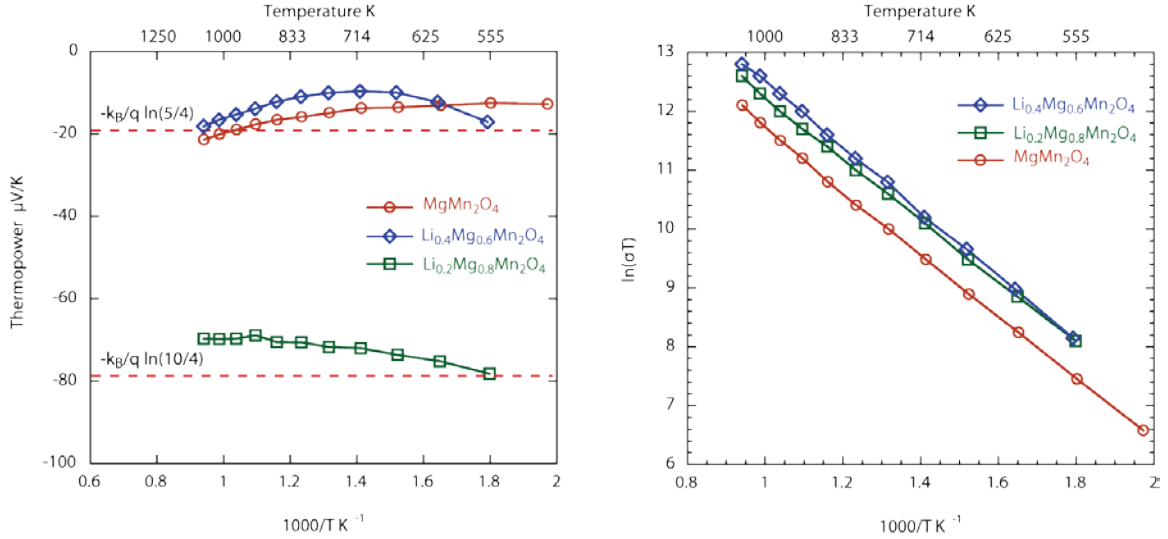 Temperature K
1250 1000 833 714 625 555
0
-20
-40
-60
-80
-100
Thermopower µV/K
-k_B/q ln(5/4)
MgMn₂O₄
Li₀.₄Mg₀.₆Mn₂O₄
Li₀.₂Mg₀.₈Mn₂O₄
-k_B/q ln(10/4)
0.6 0.8 1 1.2 1.4 1.6 1.8 2
1000/T K⁻¹
Temperature K
1000 833 714 625 555
13
12
11
10
9
8
7
6
ln(σT)
Li₀.₄Mg₀.₆Mn₂O₄
Li₀.₂Mg₀.₈Mn₂O₄
MgMn₂O₄
0.8 1 1.2 1.4 1.6 1.8 25
1000/T K⁻¹